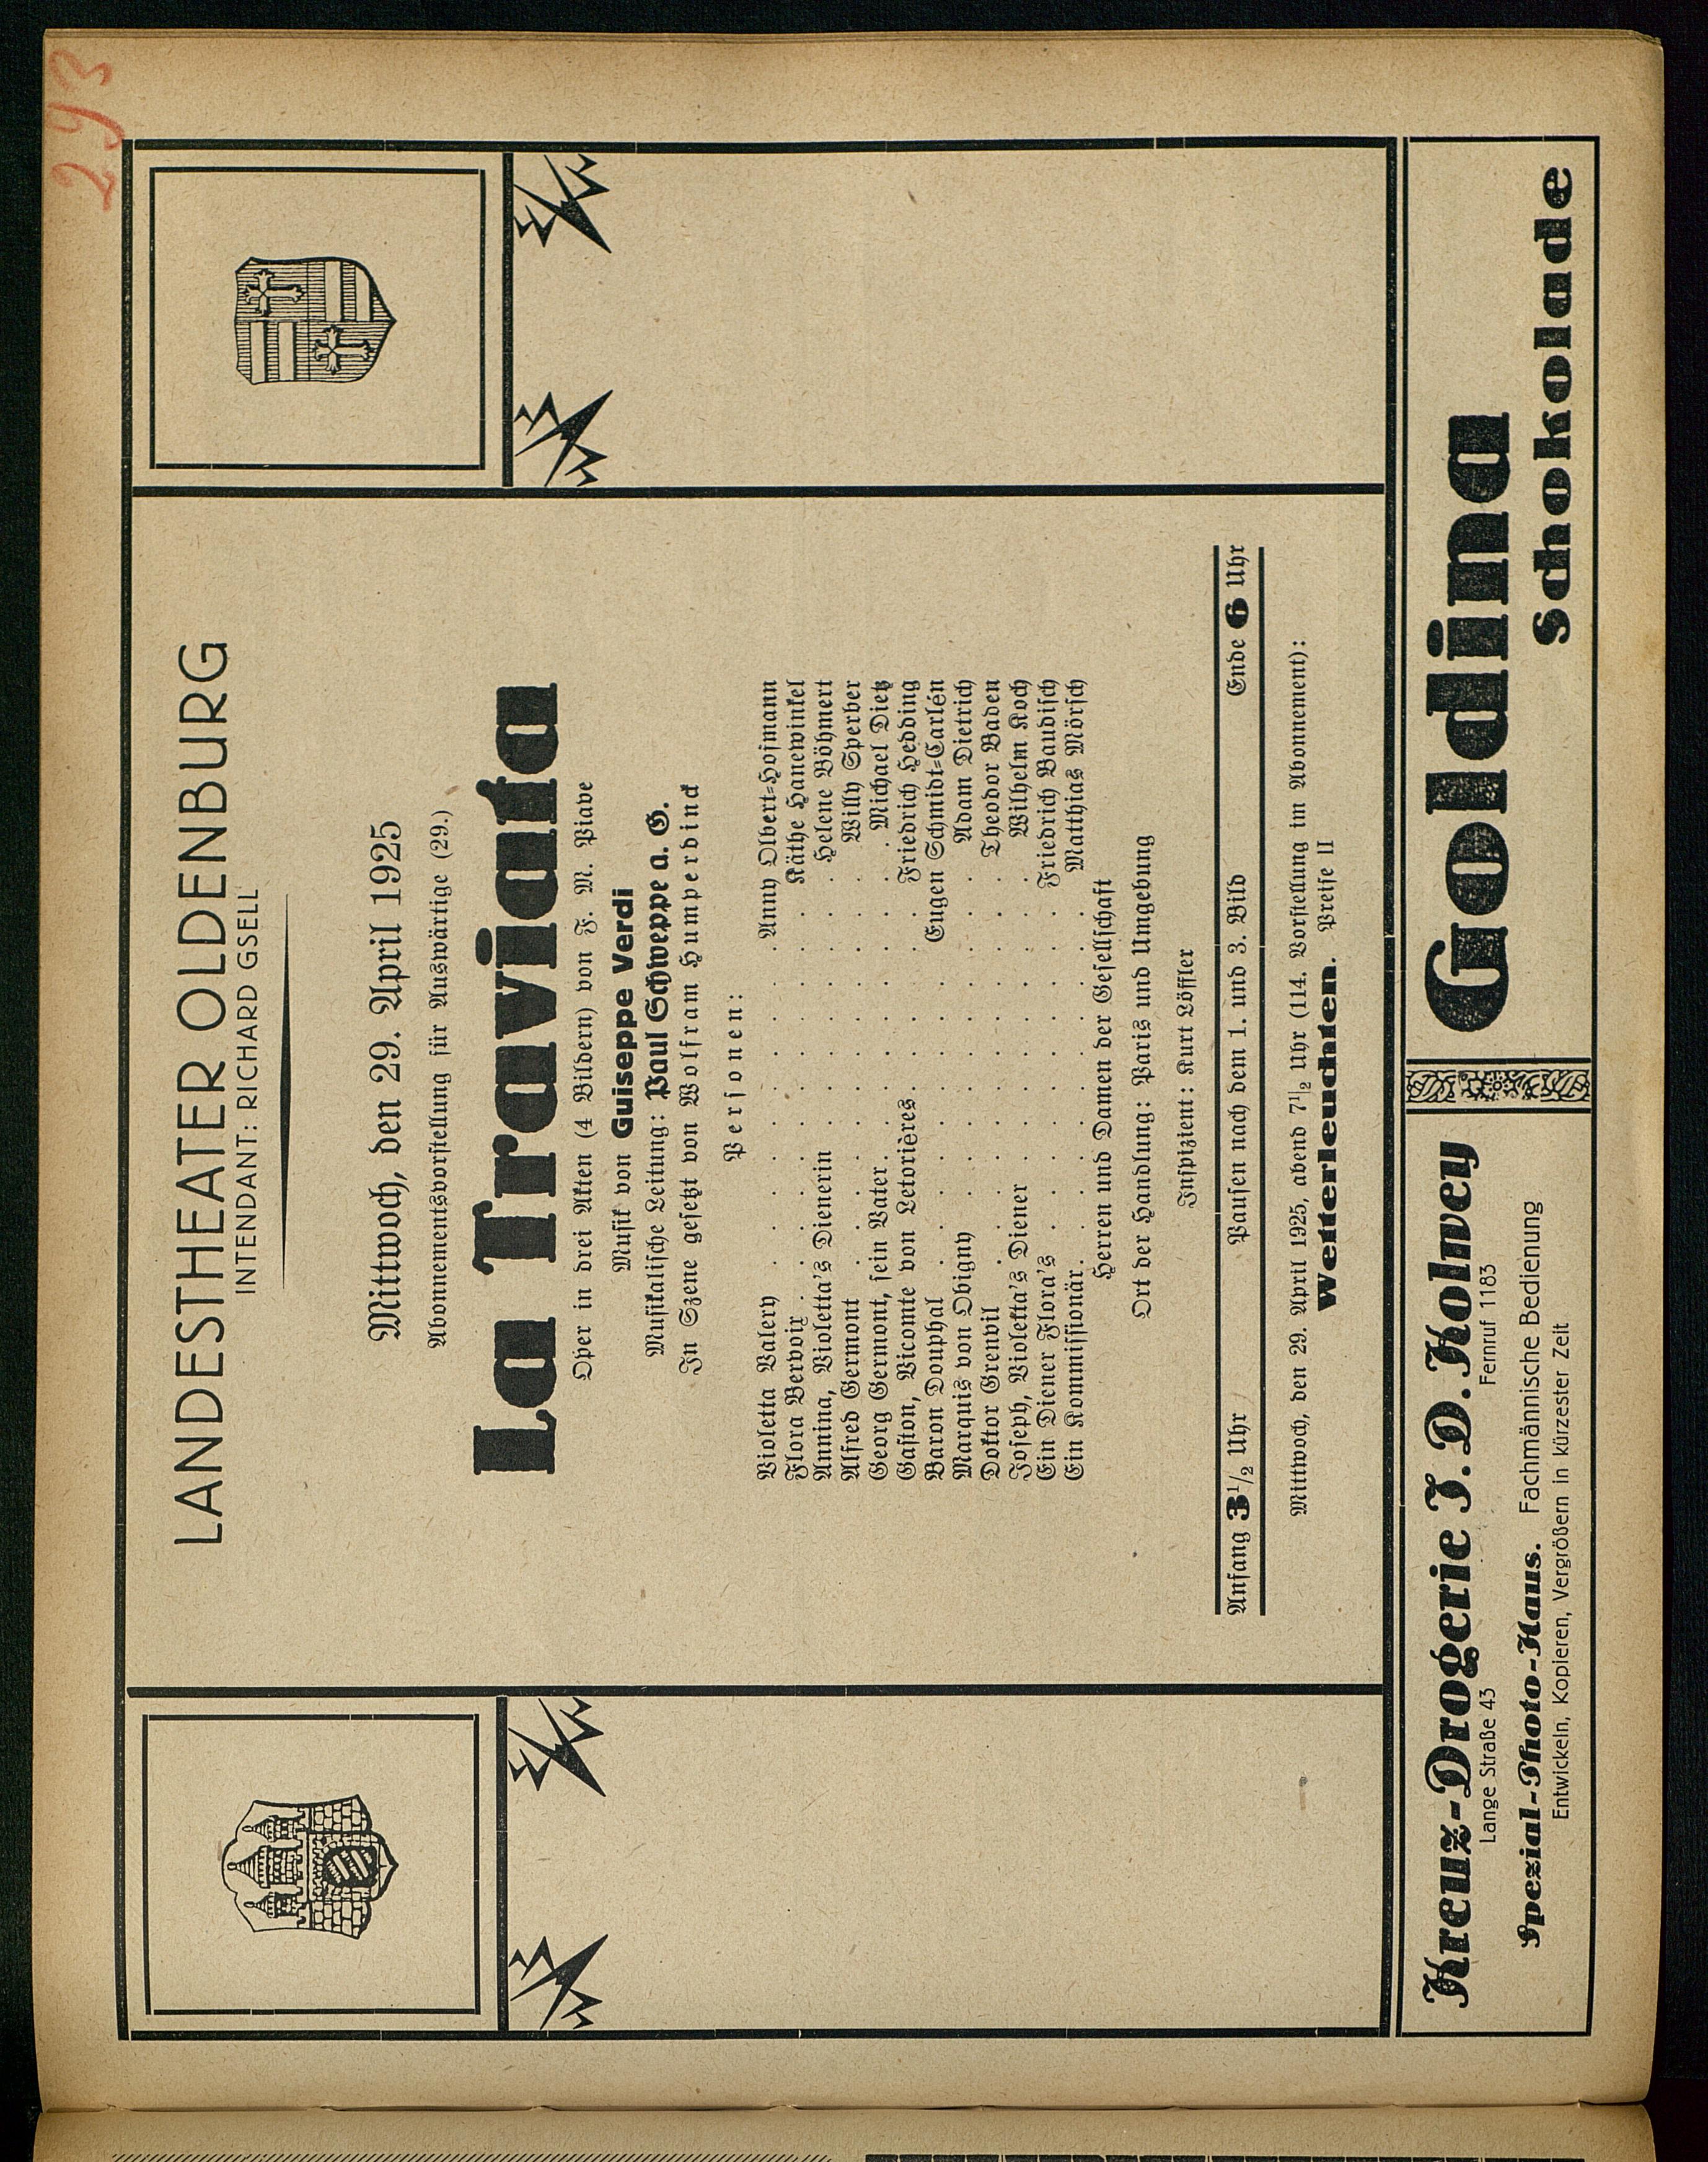 293
LANDESTHEATER OLDENBURG
INTENDANT: RICHARD GSELL
Mittwoch, den 29. April 1925
Abonnementsvorstellung für Auswärtige (29.)
La Traviata
Oper in drei Akten (4 Bildern) von F. M. Piave
Musik von Guiseppe Verdi
Musikalische Leitung: Paul Schweppe a. G.
In Szene gesetzt von Wolfram Humperdinck
Personen:
Violetta Valery . . . . . . . Anny Olbert=Hofmann
Flora Bervoix . . . . . . . Käthe Hanewinkel
Annina, Violetta's Dienerin . . . . . . Helene Böhmert
Alfred Germont . . . . . . . Willy Sperber
Georg Germont, sein Vater . . . . . . Michael Dietz
Gaston, Vicomte von Letorières . . . . . Friedrich Hedding
Baron Douphal . . . . . . Eugen Schmidt=Carlén
Marquis von Obigny . . . . . . Adam Dietrich
Doktor Grenvil . . . . . . . Theodor Baden
Joseph, Violetta's Diener . . . . . . Wilhelm Koch
Ein Diener Flora's . . . . . . Friedrich Baudisch
Ein Kommissionär . . . . . . Matthias Mörsch
Herren und Damen der Gesellschaft
Ort der Handlung: Paris und Umgebung
Inspizient: Kurt Löffler
Anfang 3½ Uhr Pausen nach dem 1. und 3. Bild Ende 6 Uhr
Mittwoch, den 29. April 1925, abend 7½ Uhr (114. Vorstellung im Abonnement):
Wetterleuchten. Preise II
Kreuz-Drogerie J. D. Kolwey
Lange Straße 43 Fernruf 1183
Spezial-Photo-Haus. Fachmännische Bedienung
Entwickeln, Kopieren, Vergrößern in kürzester Zeit
Goldina
Schokolade